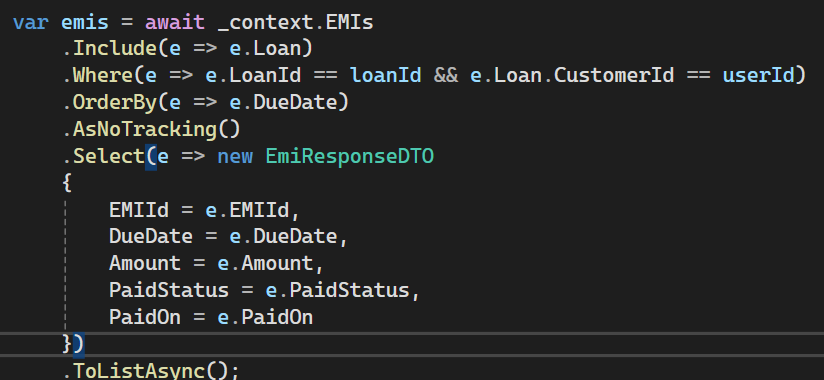 var emis = await _context.EMIs
.Include(e => e.Loan)
.Where(e => e.LoanId == loanId && e.Loan.CustomerId == userId)
.OrderBy(e => e.DueDate)
.AsNoTracking()
.Select(e => new EmiResponseDTO
{
EMIId = e.EMIId,
DueDate = e.DueDate,
Amount = e.Amount,
PaidStatus = e.PaidStatus,
PaidOn = e.PaidOn
})
.ToListAsync();